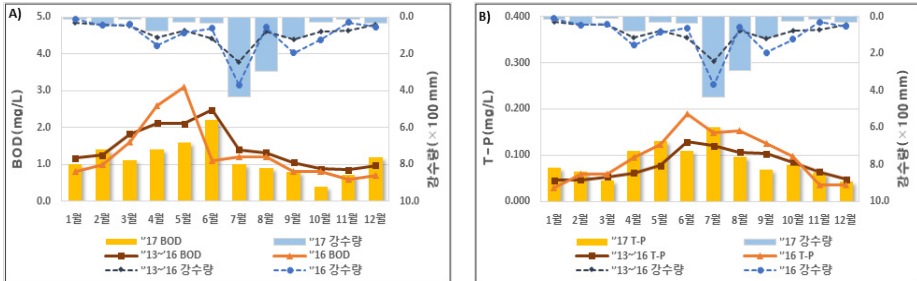 A)
BOD (mg/L)
5.0
4.0
3.0
2.0
1.0
0.0
0.0
2.0
4.0
6.0
8.0
10.0
강수량 (×100 mm)
1월 2월 3월 4월 5월 6월 7월 8월 9월 10월 11월 12월
"17 BOD "17 강수량
"13~'16 BOD "16 BOD
"13~'16 강수량 "16 강수량
B)
T-P (mg/L)
0.400
0.300
0.200
0.100
0.000
0.0
2.0
4.0
6.0
8.0
10.0
강수량 (×100 mm)
1월 2월 3월 4월 5월 6월 7월 8월 9월 10월 11월 12월
"17 T-P "17 강수량
"13~'16 T-P "16 T-P
"13~'16 강수량 "16 강수량